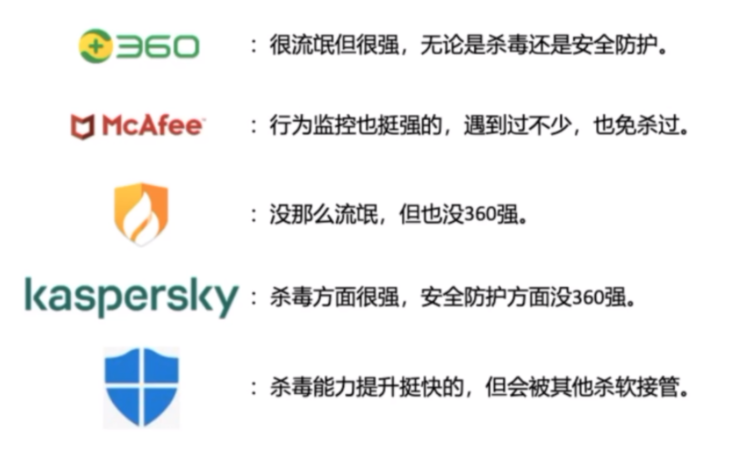 360 : 很流氓但很强，无论是杀毒还是安全防护。
McAfee : 行为监控也挺强的，遇到过不少，也免杀过。
: 没那么流氓，但也没360强。
kaspersky : 杀毒方面很强，安全防护方面没360强。
: 杀毒能力提升挺快的，但会被其他杀软接管。